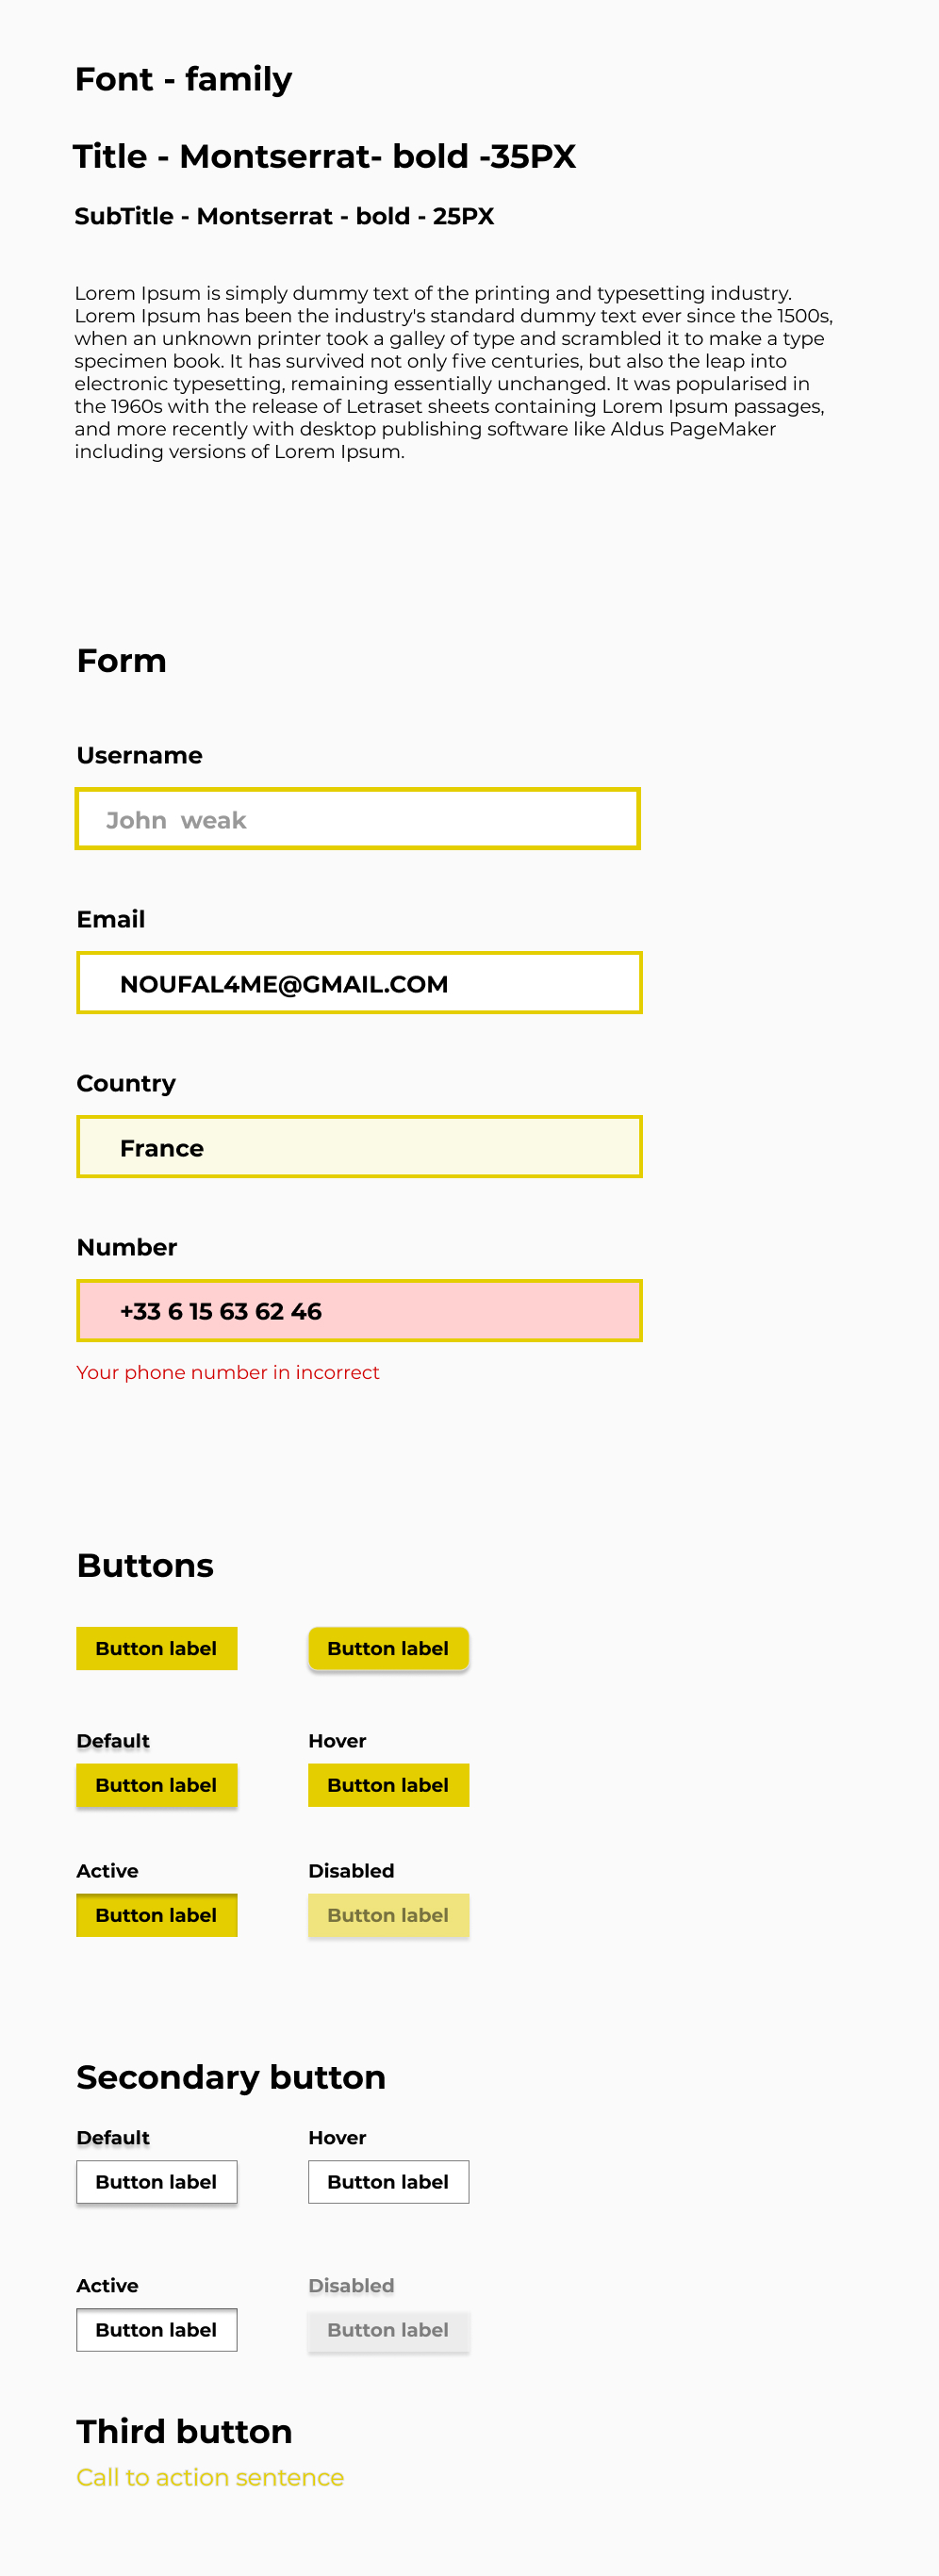 Font - family
Title - Montserrat- bold -35PX
SubTitle - Montserrat - bold - 25PX
Lorem Ipsum is simply dummy text of the printing and typesetting industry.
Lorem Ipsum has been the industry's standard dummy text ever since the 1500s,
when an unknown printer took a galley of type and scrambled it to make a type
specimen book. It has survived not only five centuries, but also the leap into
electronic typesetting, remaining essentially unchanged. It was popularised in
the 1960s with the release of Letraset sheets containing Lorem Ipsum passages,
and more recently with desktop publishing software like Aldus PageMaker
including versions of Lorem Ipsum.
Form
Username
John  weak
Email
NOUFAL4ME@GMAIL.COM
Country
France
Number
+33 6 15 63 62 46
Your phone number in incorrect
Buttons
Button label
Button label
Default
Hover
Button label
Button label
Active
Disabled
Button label
Button label
Secondary button
Default
Hover
Button label
Button label
Active
Disabled
Button label
Button label
Third button
Call to action sentence